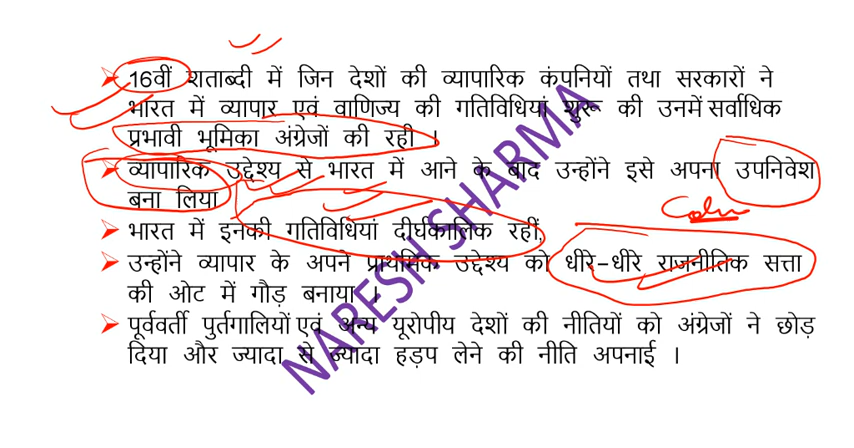 ➤ 16वीं शताब्दी में जिन देशों की व्यापारिक कंपनियों तथा सरकारों ने
भारत में व्यापार एवं वाणिज्य की गतिविधियां शुरू की उनमें सर्वाधिक
प्रभावी भूमिका अंग्रेजों की रही ।
➤ व्यापारिक उद्देश्य से भारत में आने के बाद उन्होंने इसे अपना उपनिवेश
बना लिया
➤ भारत में इनकी गतिविधियां दीर्घकालिक रहीं,
➤ उन्होंने व्यापार के अपने प्राथमिक उद्देश्य को धीरे-धीरे राजनीतिक सत्ता
की ओट में गौड़ बनाया ।
➤ पूर्ववर्ती पुर्तगालियों एवं अन्य यूरोपीय देशों की नीतियों को अंग्रेजों ने छोड़
दिया और ज्यादा से ज्यादा हड़प लेने की नीति अपनाई ।
NARESH SHARMA